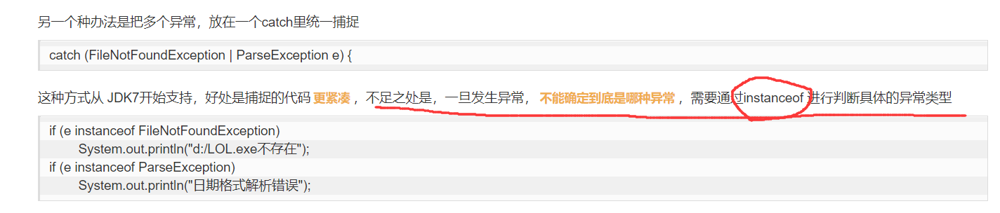 另一个种办法是把多个异常，放在一个catch里统一捕捉
catch (FileNotFoundException | ParseException e) {
这种方式从 JDK7开始支持，好处是捕捉的代码 更紧凑 ，不足之处是，一旦发生异常， 不能确定到底是哪种异常 ，需要通过instanceof 进行判断具体的异常类型
if (e instanceof FileNotFoundException)
System.out.println("d:/LOL.exe不存在");
if (e instanceof ParseException)
System.out.println("日期格式解析错误");